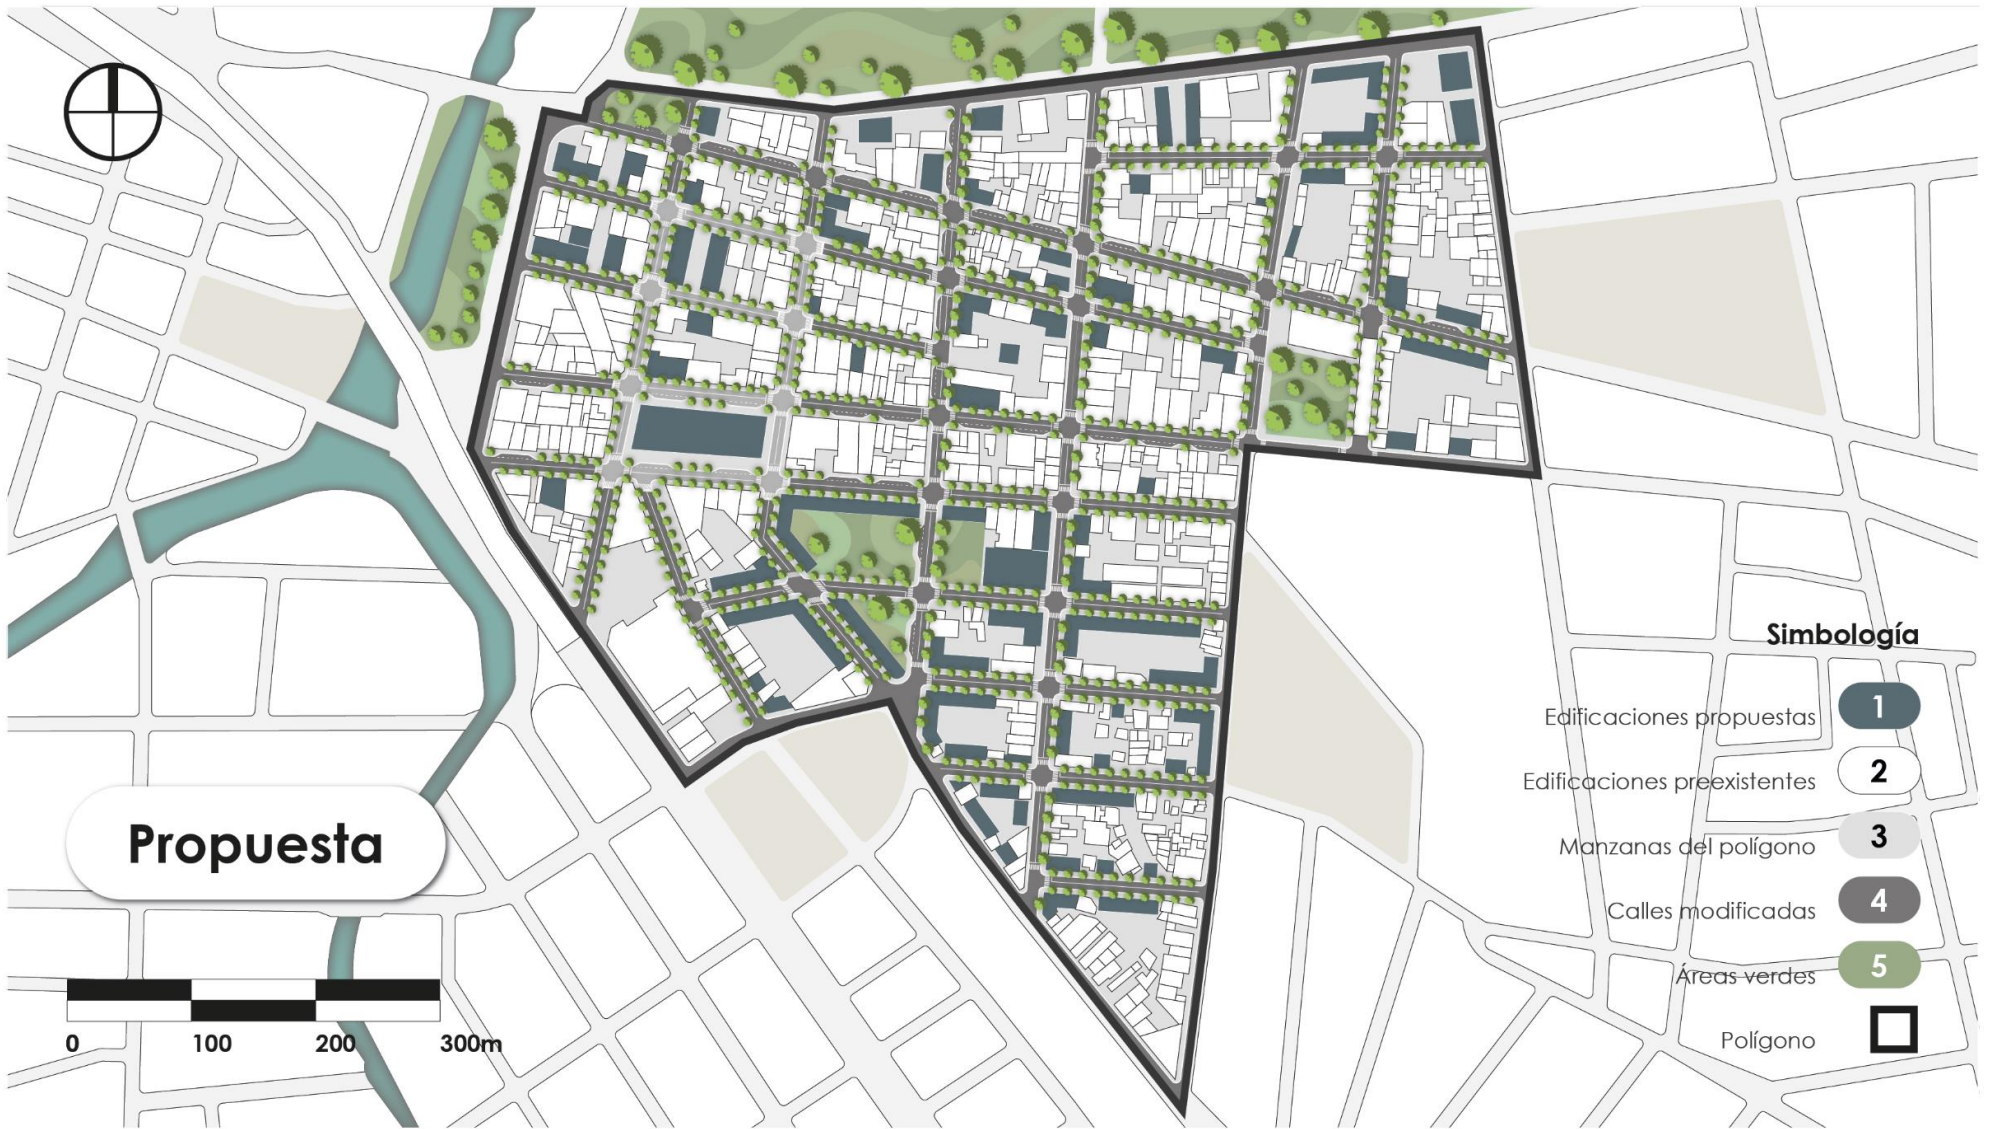 Simbología
Edificaciones propuestas 1
Edificaciones preexistentes 2
Manzanas del polígono 3
Calles modificadas 4
Áreas verdes 5
Polígono
Propuesta
0 100 200 300m